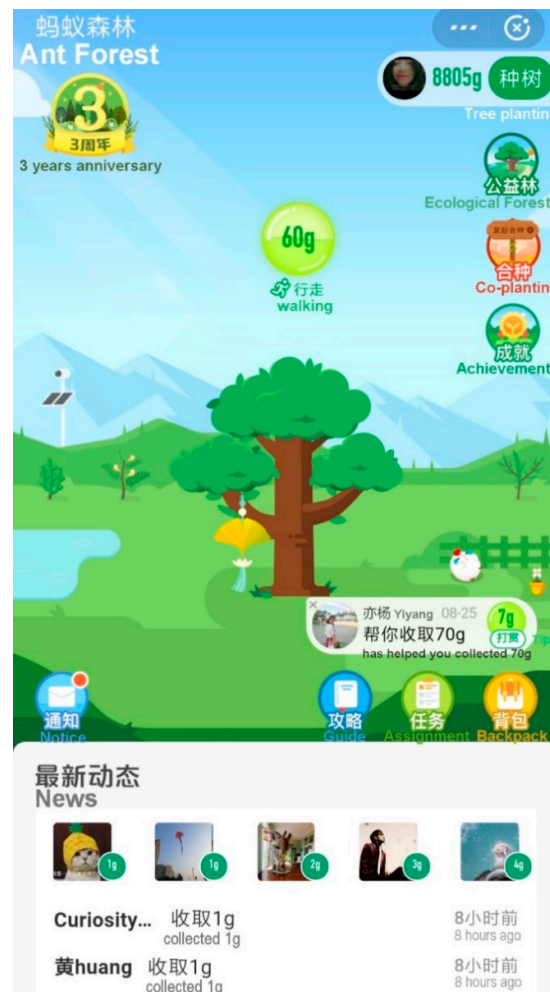 蚂蚁森林
Ant Forest
8805g 种树
Tree plantin
3
3周年
3 years anniversary
公益林
Ecological Forest
60g
行走
walking
发起合种
合种
Co-plantin
成就
Achievement
亦杨 Yiyang 08-25
7g
帮你收取70g
打赏 Tip
has helped you collected 70g
通知
Notice
攻略
Guide
任务
Assignment
背包
Backpack
最新动态
News
1g 1g 2g 3g 4g
Curiosity... 收取1g 8小时前
collected 1g 8 hours ago
黄huang 收取1g 8小时前
collected 1g 8 hours ago